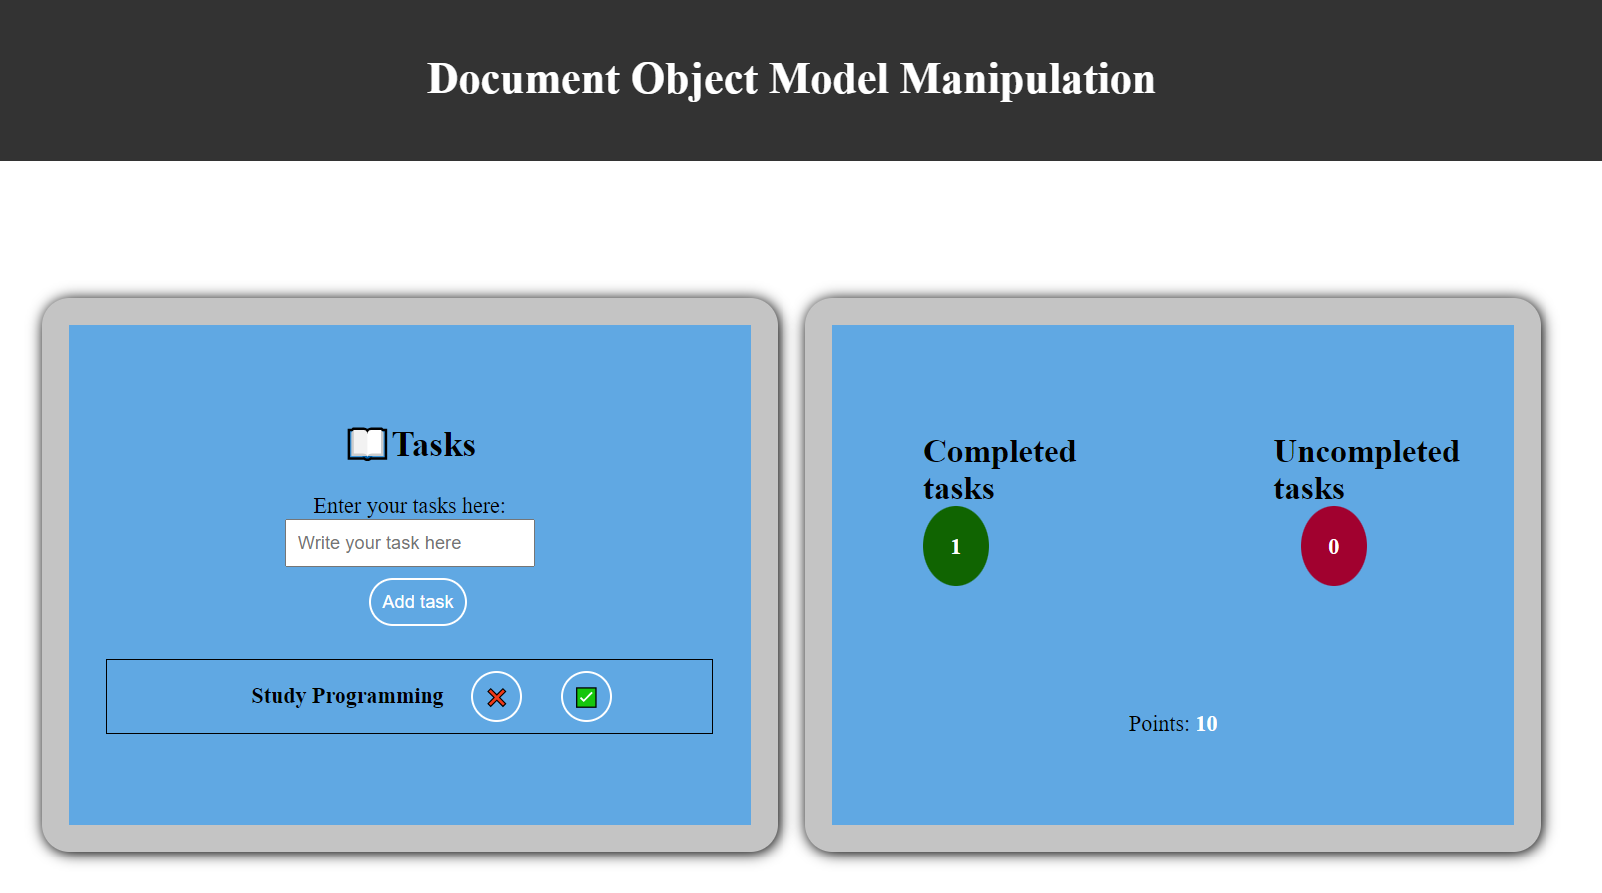 Document Object Model Manipulation
📖Tasks
Enter your tasks here:
Write your task here
Add task
Study Programming ❌ ✅
Completed
tasks
1
Uncompleted
tasks
0
Points: 10